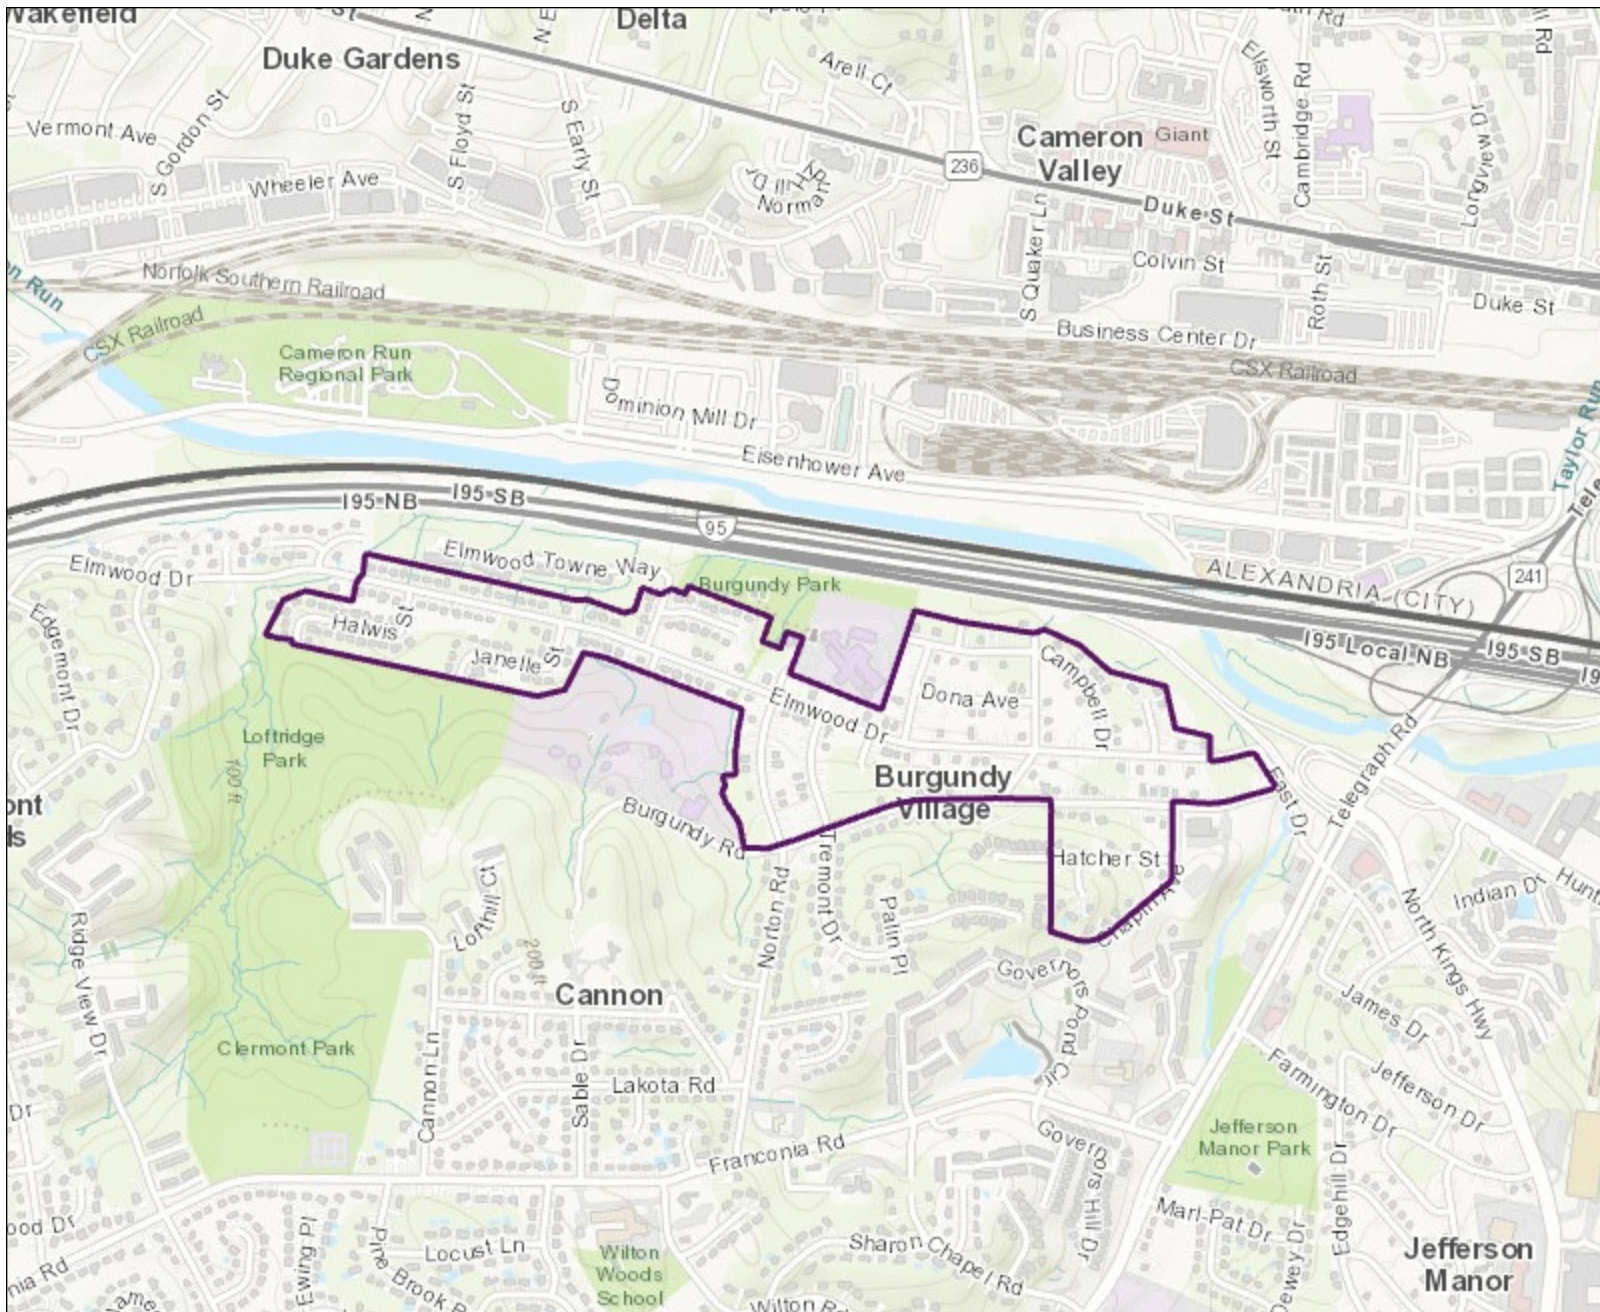 Wakefield
St
Delta
Duke Gardens
Arell Ct
Ellsworth St
Cambridge Rd
Longview Dr
Vermont Ave
S Gordon St
S Floyd St
S Early St
Cameron
Valley
Giant
236
Wheeler Ave
Duke St
S Quaker Ln
Colvin St
Roth St
Duke St
Norfolk Southern Railroad
CSX Railroad
Business Center Dr
CSX Railroad
Cameron Run
Regional Park
Dominion Mill Dr
Eisenhower Ave
Taylor Run
I95 NB
I95 SB
95
Elmwood Dr
Elmwood Towne Way
Burgundy Park
ALEXANDRIA (CITY)
241
Edgemont Dr
Halwis
St
Janelle
St
I95 Local NB
I95 SB
Campbell Dr
Dona Ave
Elmwood Dr
Loftridge
Park
100 ft
Burgundy
Village
East Dr
Telegraph Rd
Burgundy Rd
Hatcher St
Chapin Ave
Tremont Dr
Norton Rd
Palin Pl
Lofthill Ct
200 ft
Ridge View Dr
Indian Dr
North Kings Hwy
Governors Pond Cir
Cannon
James Dr
Clermont Park
Cannon Ln
Sable Dr
Lakota Rd
Farmington Dr
Jefferson Dr
Franconia Rd
Governors Hill Dr
Jefferson
Manor Park
Edgehill Dr
Marl-Pat Dr
Dewey Dr
Ewing Pl
Locust Ln
Wilton
Woods
School
Sharon Chapel Rd
Jefferson
Manor
Wilton Rd